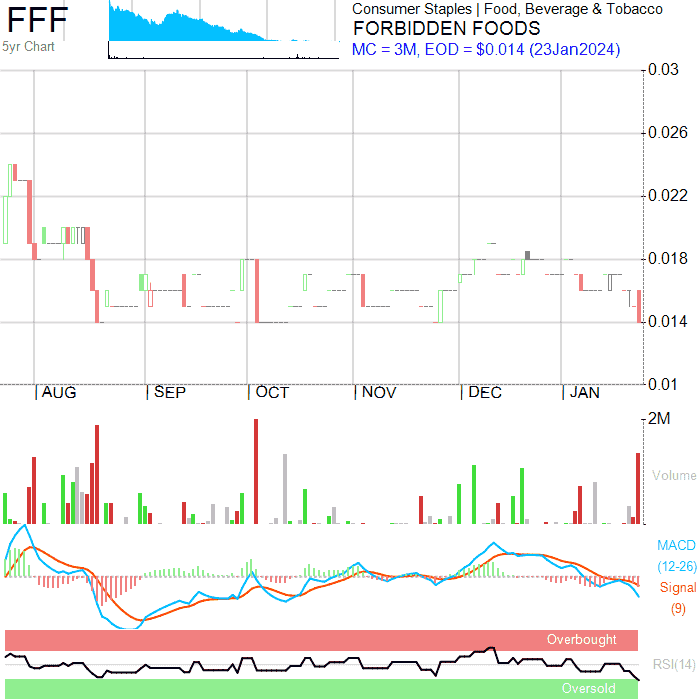 FFF
5yr Chart
Consumer Staples | Food, Beverage & Tobacco
FORBIDDEN FOODS
MC = 3M, EOD = $0.014 (23Jan2024)
0.03
0.026
0.022
0.018
0.014
0.01
AUG SEP OCT NOV DEC JAN
2M
Volume
MACD
(12-26)
Signal
(9)
Overbought
RSI(14)
Oversold